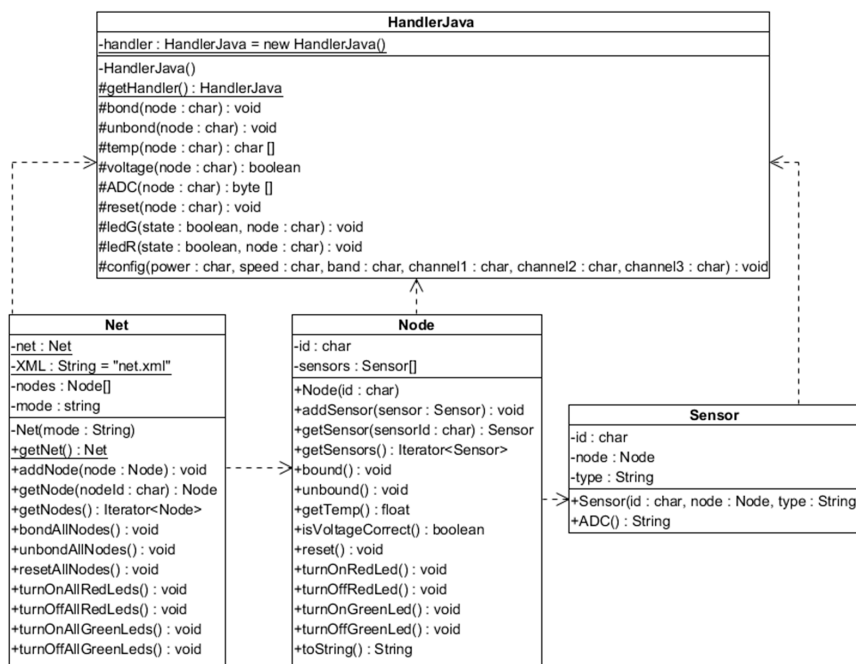 HandlerJava
-handler : HandlerJava = new HandlerJava()
-HandlerJava()
#getHandler() : HandlerJava
#bond(node : char) : void
#unbond(node : char) : void
#temp(node : char) : char []
#voltage(node : char) : boolean
#ADC(node : char) : byte []
#reset(node : char) : void
#ledG(state : boolean, node : char) : void
#ledR(state : boolean, node : char) : void
#config(power : char, speed : char, band : char, channel1 : char, channel2 : char, channel3 : char) : void
Net
-net : Net
-XML : String = "net.xml"
-nodes : Node[]
-mode : string
-Net(mode : String)
+getNet() : Net
+addNode(node : Node) : void
+getNode(nodeId : char) : Node
+getNodes() : Iterator<Node>
+bondAllNodes() : void
+unbondAllNodes() : void
+resetAllNodes() : void
+turnOnAllRedLeds() : void
+turnOffAllRedLeds() : void
+turnOnAllGreenLeds() : void
+turnOffAllGreenLeds() : void
Node
-id : char
-sensors : Sensor[]
+Node(id : char)
+addSensor(sensor : Sensor) : void
+getSensor(sensorId : char) : Sensor
+getSensors() : Iterator<Sensor>
+bound() : void
+unbound() : void
+getTemp() : float
+isVoltageCorrect() : boolean
+reset() : void
+turnOnRedLed() : void
+turnOffRedLed() : void
+turnOnGreenLed() : void
+turnOffGreenLed() : void
+toString() : String
Sensor
-id : char
-node : Node
-type : String
+Sensor(id : char, node : Node, type : String
+ADC() : String